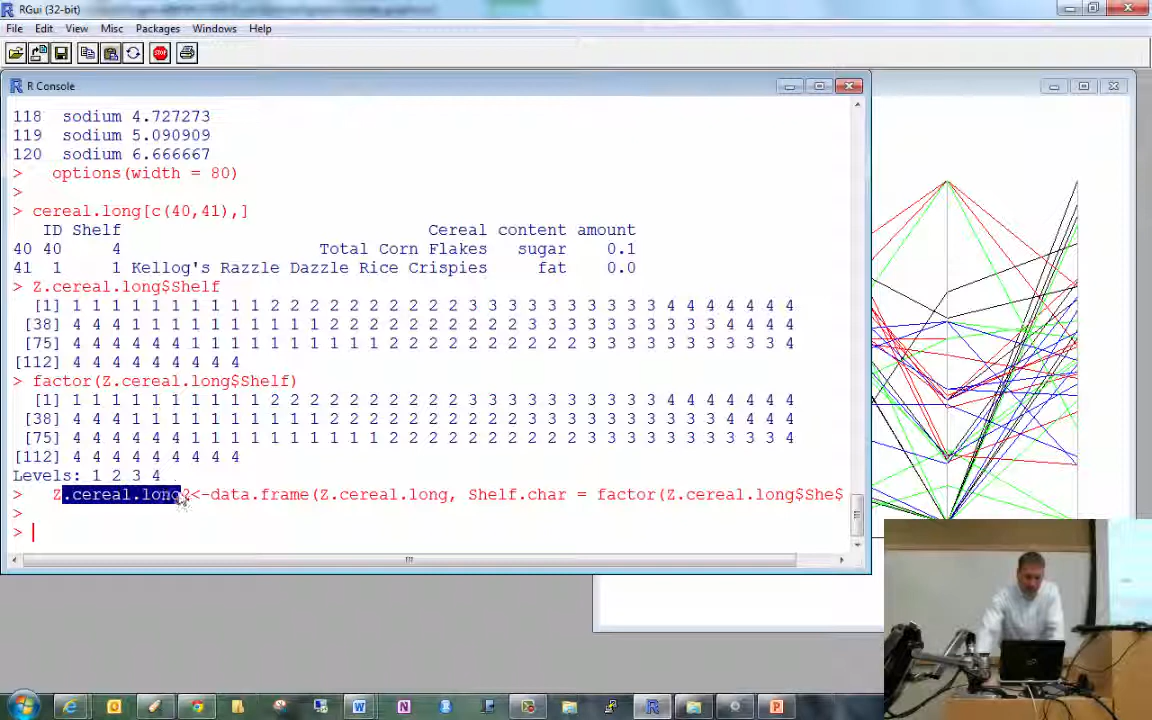 RGui (32-bit)
File Edit View Misc Packages Windows Help
STOP
R Console
118 sodium 4.727273
119 sodium 5.090909
120 sodium 6.666667
> options(width = 80)
>
> cereal.long[c(40,41),]
ID Shelf Cereal content amount
40 40 4 Total Corn Flakes sugar 0.1
41 1 1 Kellog's Razzle Dazzle Rice Crispies fat 0.0
> Z.cereal.long$Shelf
[1] 1 1 1 1 1 1 1 1 1 1 2 2 2 2 2 2 2 2 2 2 3 3 3 3 3 3 3 3 3 3 4 4 4 4 4 4 4
[38] 4 4 4 1 1 1 1 1 1 1 1 1 1 2 2 2 2 2 2 2 2 2 2 3 3 3 3 3 3 3 3 3 3 4 4 4 4
[75] 4 4 4 4 4 4 1 1 1 1 1 1 1 1 1 1 2 2 2 2 2 2 2 2 2 2 3 3 3 3 3 3 3 3 3 3 4
[112] 4 4 4 4 4 4 4 4 4
> factor(Z.cereal.long$Shelf)
[1] 1 1 1 1 1 1 1 1 1 1 2 2 2 2 2 2 2 2 2 2 3 3 3 3 3 3 3 3 3 3 4 4 4 4 4 4 4
[38] 4 4 4 1 1 1 1 1 1 1 1 1 1 2 2 2 2 2 2 2 2 2 2 3 3 3 3 3 3 3 3 3 3 4 4 4 4
[75] 4 4 4 4 4 4 1 1 1 1 1 1 1 1 1 1 2 2 2 2 2 2 2 2 2 2 3 3 3 3 3 3 3 3 3 3 4
[112] 4 4 4 4 4 4 4 4 4
Levels: 1 2 3 4
> Z.cereal.long2<-data.frame(Z.cereal.long, Shelf.char = factor(Z.cereal.long$She$
>
>